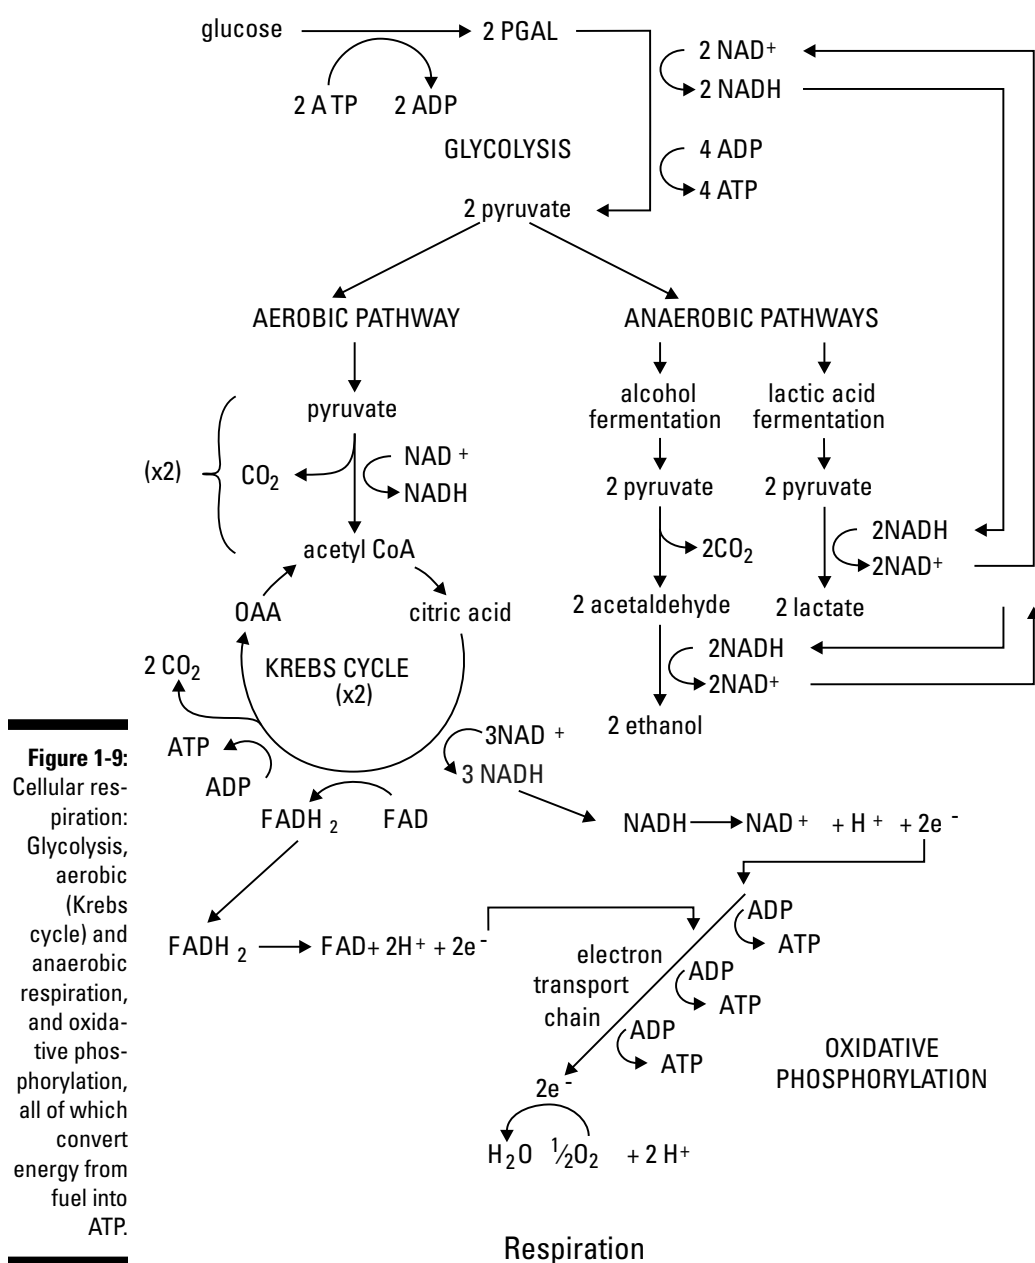 glucose
2 PGAL
2 NAD+
2 NADH
2 A TP
2 ADP
GLYCOLYSIS
4 ADP
4 ATP
2 pyruvate
AEROBIC PATHWAY
ANAEROBIC PATHWAYS
pyruvate
alcohol
fermentation
lactic acid
fermentation
(x2)
CO2
NAD +
NADH
2 pyruvate
2 pyruvate
acetyl CoA
2CO2
2NADH
2NAD+
OAA
citric acid
2 acetaldehyde
2 lactate
2 CO2
KREBS CYCLE
(x2)
2NADH
2NAD+
2 ethanol
ATP
ADP
3NAD +
3 NADH
FADH 2
FAD
NADH
NAD + + H + + 2e -
FADH 2
FAD+ 2H+ + 2e-
electron
transport
chain
ADP
ATP
ADP
ATP
ADP
ATP
OXIDATIVE
PHOSPHORYLATION
2e -
H2O ½O2 + 2 H+
Respiration
Figure 1-9:
Cellular res-
piration:
Glycolysis,
aerobic
(Krebs
cycle) and
anaerobic
respiration,
and oxida-
tive phos-
phorylation,
all of which
convert
energy from
fuel into
ATP.